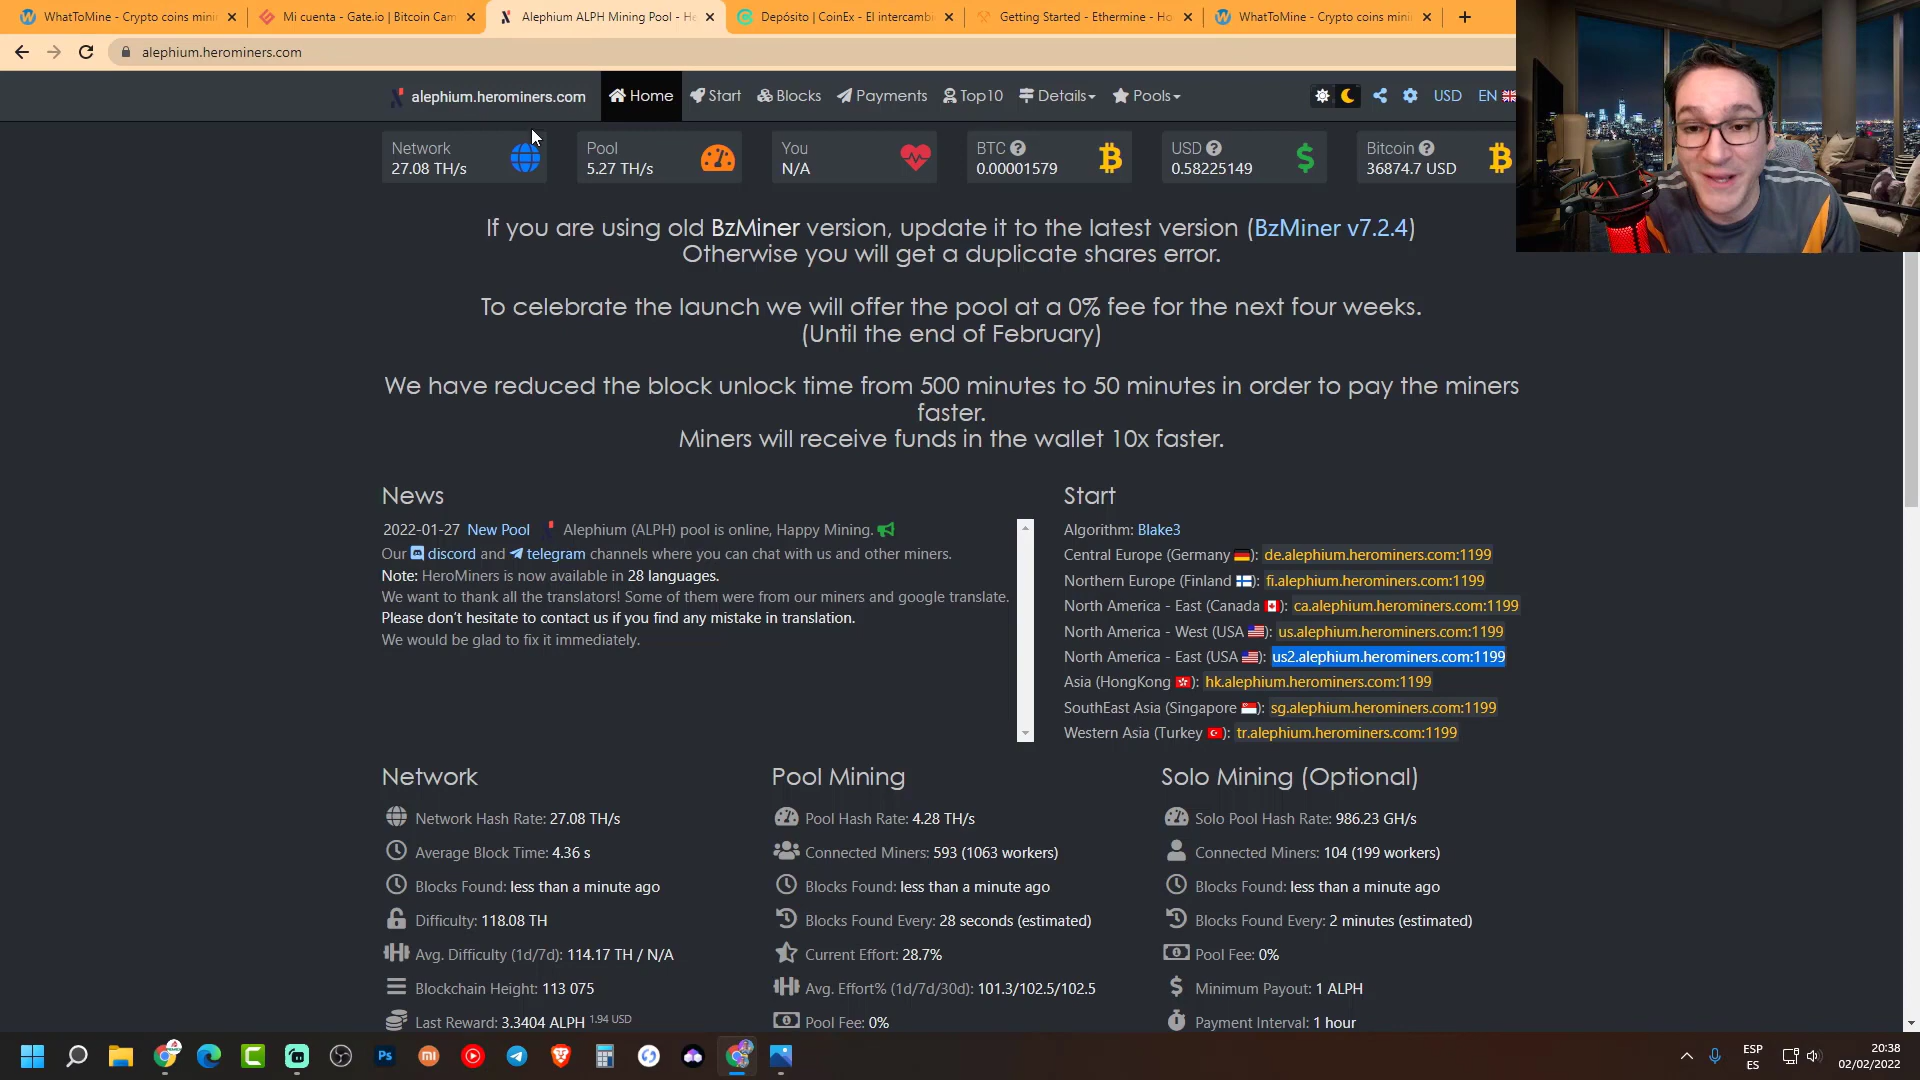 WhatToMine - Crypto coins mini
Mi cuenta - Gate.io | Bitcoin Cam
Alephium ALPH Mining Pool - He
Depósito | CoinEx - El intercambi
Getting Started - Ethermine - Ho
WhatToMine - Crypto coins mini
alephium.herominers.com
alephium.herominers.com
Home
Start
Blocks
Payments
Top10
Details
Pools
USD
EN
Network
27.08 TH/s
Pool
5.27 TH/s
You
N/A
BTC
0.00001579
USD
0.58225149
Bitcoin
36874.7 USD
If you are using old BzMiner version, update it to the latest version (BzMiner v7.2.4)
Otherwise you will get a duplicate shares error.
To celebrate the launch we will offer the pool at a 0% fee for the next four weeks.
(Until the end of February)
We have reduced the block unlock time from 500 minutes to 50 minutes in order to pay the miners
faster.
Miners will receive funds in the wallet 10x faster.
News
2022-01-27 New Pool Alephium (ALPH) pool is online, Happy Mining.
Our discord and telegram channels where you can chat with us and other miners.
Note: HeroMiners is now available in 28 languages.
We want to thank all the translators! Some of them were from our miners and google translate.
Please don't hesitate to contact us if you find any mistake in translation.
We would be glad to fix it immediately.
Start
Algorithm: Blake3
Central Europe (Germany): de.alephium.herominers.com:1199
Northern Europe (Finland): fi.alephium.herominers.com:1199
North America - East (Canada): ca.alephium.herominers.com:1199
North America - West (USA): us.alephium.herominers.com:1199
North America - East (USA): us2.alephium.herominers.com:1199
Asia (HongKong): hk.alephium.herominers.com:1199
SouthEast Asia (Singapore): sg.alephium.herominers.com:1199
Western Asia (Turkey): tr.alephium.herominers.com:1199
Network
Network Hash Rate: 27.08 TH/s
Average Block Time: 4.36 s
Blocks Found: less than a minute ago
Difficulty: 118.08 TH
Avg. Difficulty (1d/7d): 114.17 TH / N/A
Blockchain Height: 113 075
Last Reward: 3.3404 ALPH 1.94 USD
Pool Mining
Pool Hash Rate: 4.28 TH/s
Connected Miners: 593 (1063 workers)
Blocks Found: less than a minute ago
Blocks Found Every: 28 seconds (estimated)
Current Effort: 28.7%
Avg. Effort% (1d/7d/30d): 101.3/102.5/102.5
Pool Fee: 0%
Solo Mining (Optional)
Solo Pool Hash Rate: 986.23 GH/s
Connected Miners: 104 (199 workers)
Blocks Found: less than a minute ago
Blocks Found Every: 2 minutes (estimated)
Pool Fee: 0%
Minimum Payout: 1 ALPH
Payment Interval: 1 hour
Ps
ESP
ES
20:38
02/02/2022